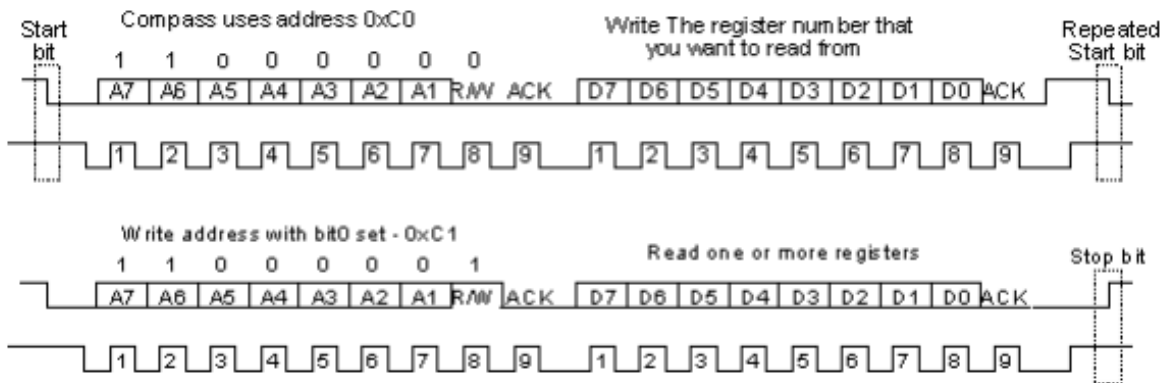 Compass uses address 0xC0
Write The register number that
you want to read from
Start
bit
Repeated
Start bit
1 1 0 0 0 0 0 0
A7 A6 A5 A4 A3 A2 A1 R/W ACK D7 D6 D5 D4 D3 D2 D1 D0 ACK
1 2 3 4 5 6 7 8 9 1 2 3 4 5 6 7 8 9
Write address with bit0 set - 0xC1
Read one or more registers
Stop bit
1 1 0 0 0 0 0 1
A7 A6 A5 A4 A3 A2 A1 R/W ACK D7 D6 D5 D4 D3 D2 D1 D0 ACK
1 2 3 4 5 6 7 8 9 1 2 3 4 5 6 7 8 9